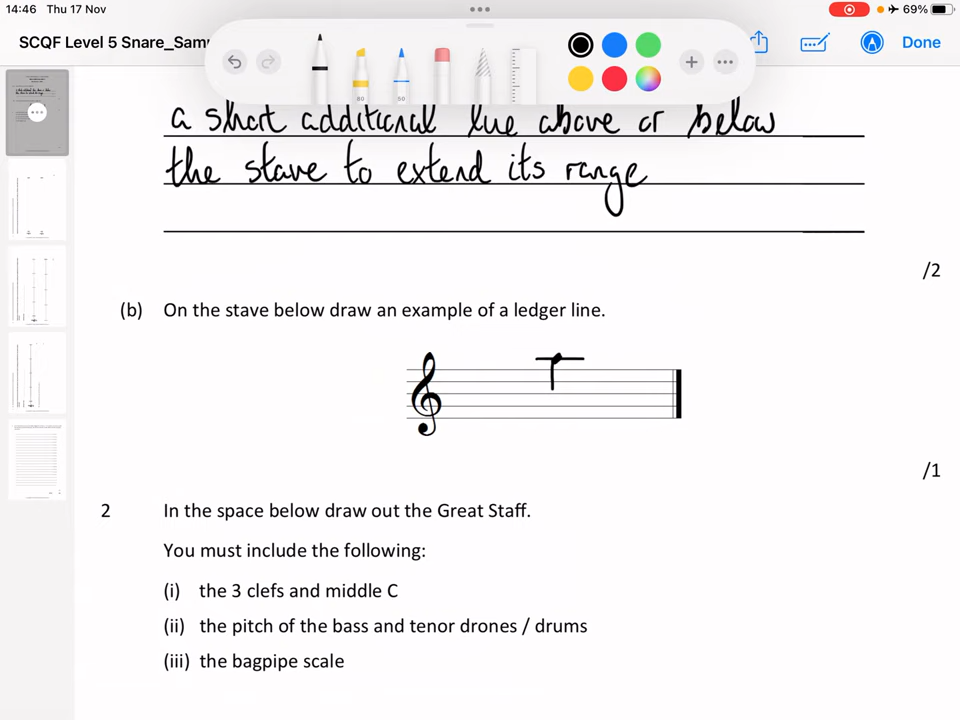 14:46 Thu 17 Nov
69%
SCQF Level 5 Snare_Samp
Done
80
50
a short additional line above or below
the stave to extend its range
/2
(b) On the stave below draw an example of a ledger line.
/1
2 In the space below draw out the Great Staff.
You must include the following:
(i) the 3 clefs and middle C
(ii) the pitch of the bass and tenor drones / drums
(iii) the bagpipe scale